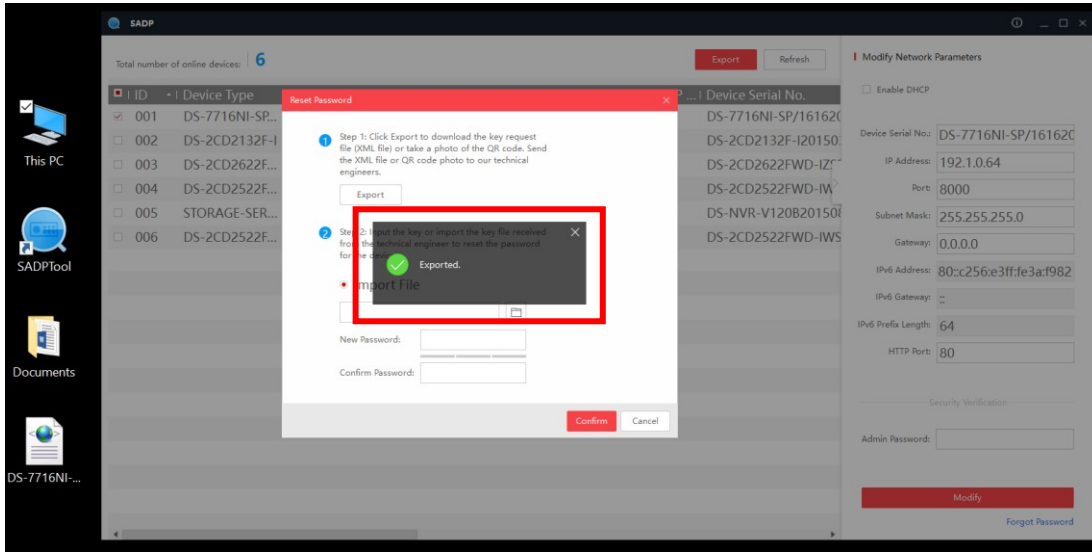 SADP
Total number of online devices: 6
Export
Refresh
ID
Device Type
Device Serial No.
001 DS-7716NI-SP... DS-7716NI-SP/161620
002 DS-2CD2132F-I DS-2CD2132F-I20150
003 DS-2CD2622F... DS-2CD2622FWD-IZS
004 DS-2CD2522F... DS-2CD2522FWD-IW
005 STORAGE-SER... DS-NVR-V120B201508
006 DS-2CD2522F... DS-2CD2522FWD-IWS
Reset Password
1 Step 1: Click Export to download the key request
file (XML file) or take a photo of the QR code. Send
the XML file or QR code photo to our technical
engineers.
Export
2 Step 2: Input the key or import the key file received
from the technical engineer to reset the password
for the device.
Exported.
Import File
New Password:
Confirm Password:
Confirm
Cancel
Modify Network Parameters
Enable DHCP
Device Serial No.: DS-7716NI-SP/16162C
IP Address: 192.1.0.64
Port: 8000
Subnet Mask: 255.255.255.0
Gateway: 0.0.0.0
IPv6 Address: 80::c256:e3ff:fe3a:f982
IPv6 Gateway: ::
IPv6 Prefix Length: 64
HTTP Port: 80
Security Verification
Admin Password:
Modify
Forgot Password
This PC
SADPTool
Documents
DS-7716NI-...